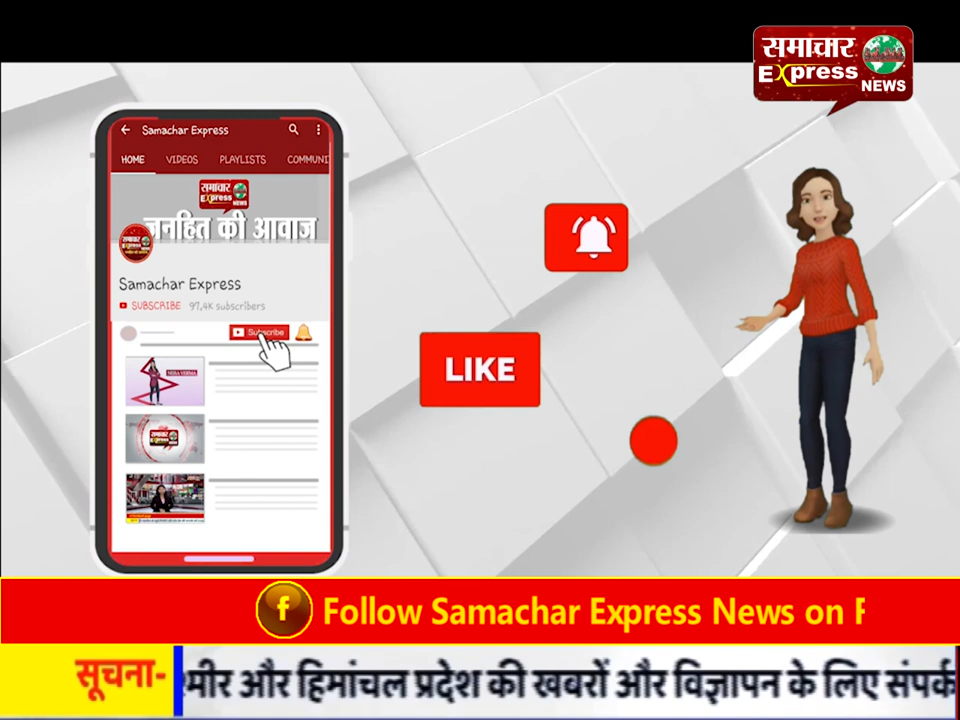 समाचार
Express
NEWS
Samachar Express
HOME VIDEOS PLAYLISTS COMMUNI
समाचार
Express
NEWS
जनहित की आवाज
Samachar Express
SUBSCRIBE 97.4K subscribers
Subscribe
LIKE
f Follow Samachar Express News on F
सूचना- श्मीर और हिमांचल प्रदेश की खबरों और विज्ञापन के लिए संपर्क